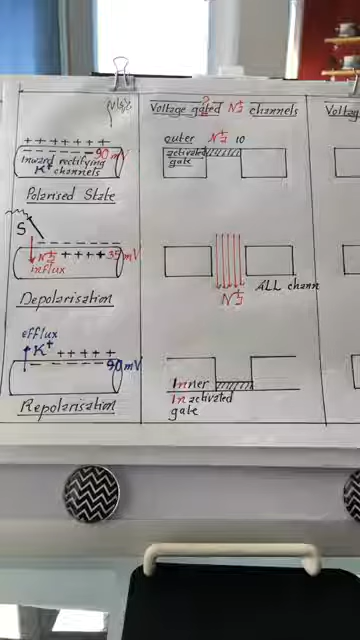 Voltage gated Na+ channels
Voltag
+ + + + + + +
- - - - - - - 90 mV
Inward rectifying
K+ channels
Polarised State
outer Na+ 10
activated
gate
S
- - - - - - - -
Na+ + + + + 35 mV
influx
Depolarisation
Na+
ALL chann
efflux
K+ + + + + + +
- - - - - - - 90 mV
Repolarisation
Inner
Inactivated
gate